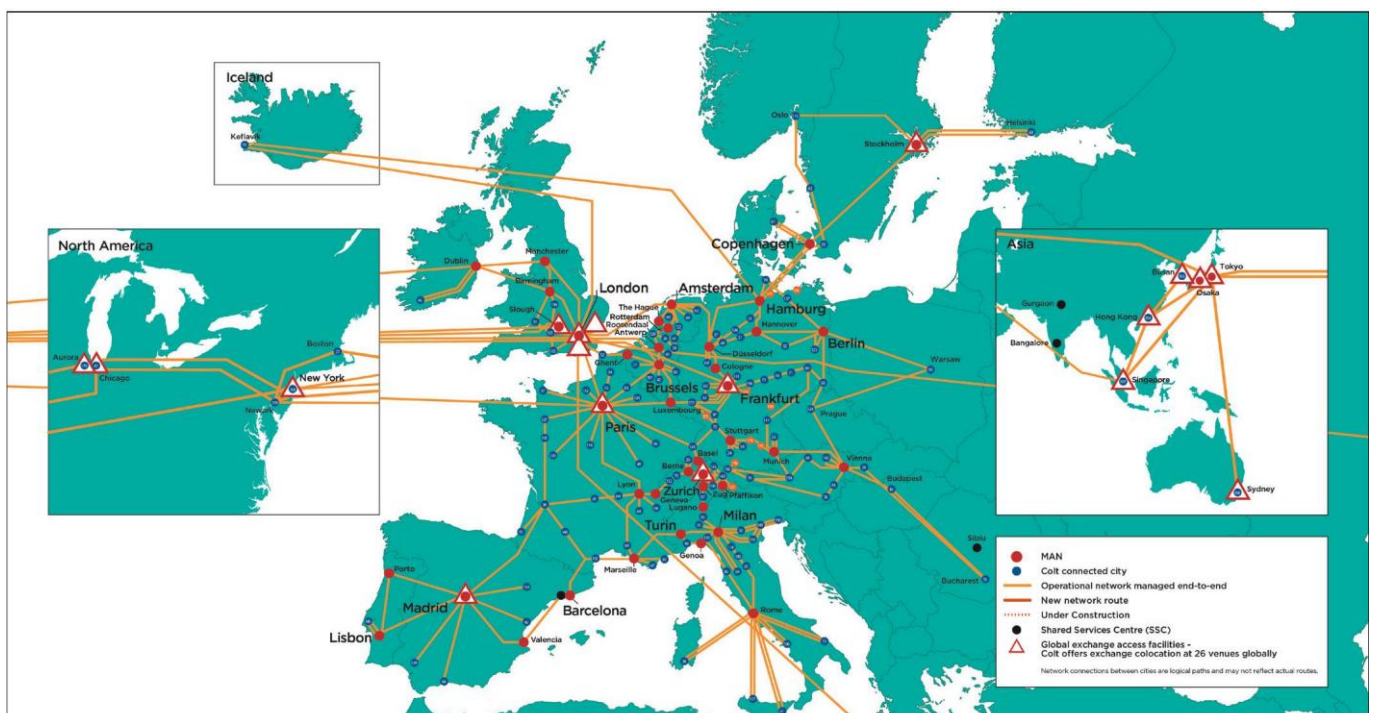 Iceland
Keflavik
North America
Aurora
Chicago
Boston
New York
Newark
Oslo
Stockholm
Helsinki
Copenhagen
Dublin
Manchester
Birmingham
London
Slough
The Hague
Rotterdam
Roosendaal
Antwerp
Amsterdam
Hamburg
Hannover
Berlin
Ghent
Düsseldorf
Cologne
Warsaw
Brussels
Frankfurt
Luxembourg
Prague
Paris
Stuttgart
Munich
Vienna
Basel
Berne
Budapest
Zurich
Zug
Pfäffikon
Lyon
Geneva
Lugano
Turin
Milan
Genoa
Marseille
Sibiu
Bucharest
Porto
Madrid
Barcelona
Lisbon
Valencia
Rome
Asia
Busan
Tokyo
Osaka
Gurgaon
Hong Kong
Bangalore
Singapore
Sydney
MAN
Colt connected city
Operational network managed end-to-end
New network route
Under Construction
Shared Services Centre (SSC)
Global exchange access facilities -
Colt offers exchange colocation at 26 venues globally
Network connections between cities are logical paths and may not reflect actual routes.